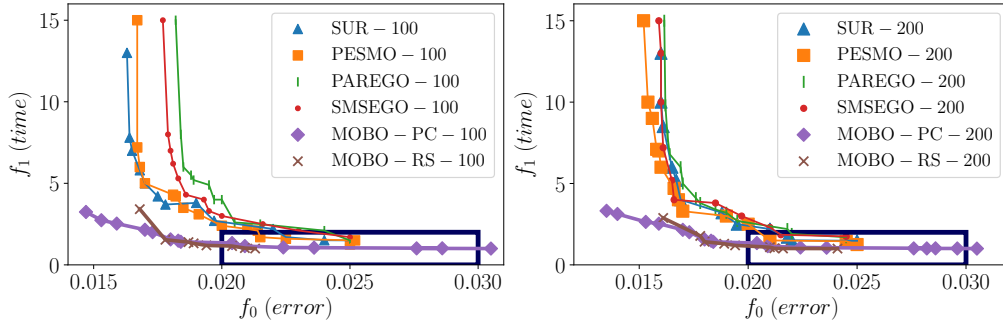 15
10
5
0
f₁ (time)
0.015
0.020
0.025
0.030
f₀ (error)
SUR − 100
PESMO − 100
PAREGO − 100
SMSEGO − 100
MOBO − PC − 100
MOBO − RS − 100
15
10
5
0
f₁ (time)
0.015
0.020
0.025
0.030
f₀ (error)
SUR − 200
PESMO − 200
PAREGO − 200
SMSEGO − 200
MOBO − PC − 200
MOBO − RS − 200